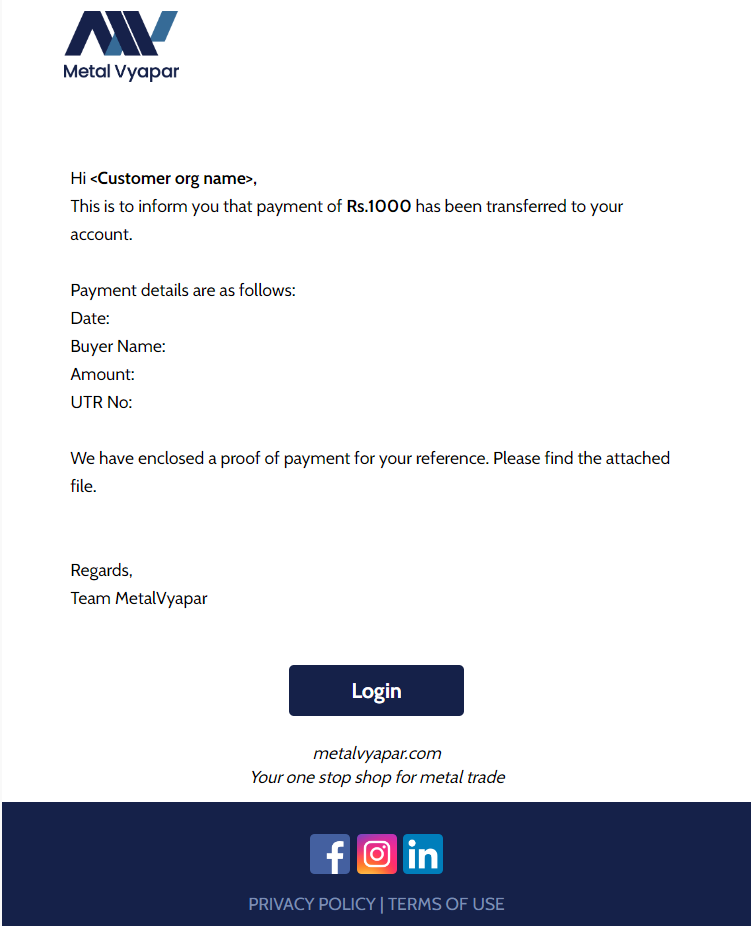 Metal Vyapar
Hi <Customer org name>,
This is to inform you that payment of Rs.1000 has been transferred to your
account.
Payment details are as follows:
Date:
Buyer Name:
Amount:
UTR No:
We have enclosed a proof of payment for your reference. Please find the attached
file.
Regards,
Team MetalVyapar
Login
metalvyapar.com
Your one stop shop for metal trade
f in
PRIVACY POLICY | TERMS OF USE